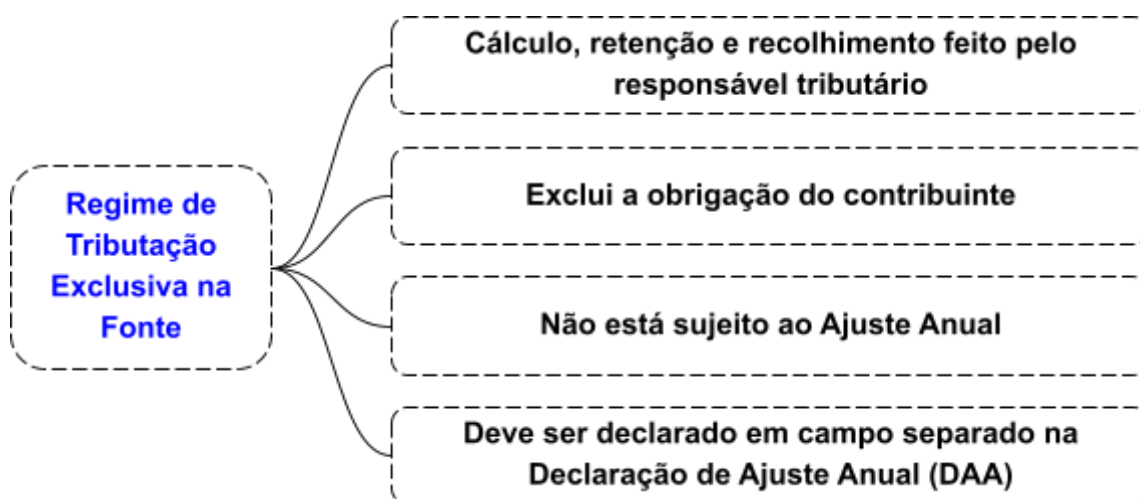 Regime de
Tributação
Exclusiva na
Fonte
Cálculo, retenção e recolhimento feito pelo
responsável tributário
Exclui a obrigação do contribuinte
Não está sujeito ao Ajuste Anual
Deve ser declarado em campo separado na
Declaração de Ajuste Anual (DAA)